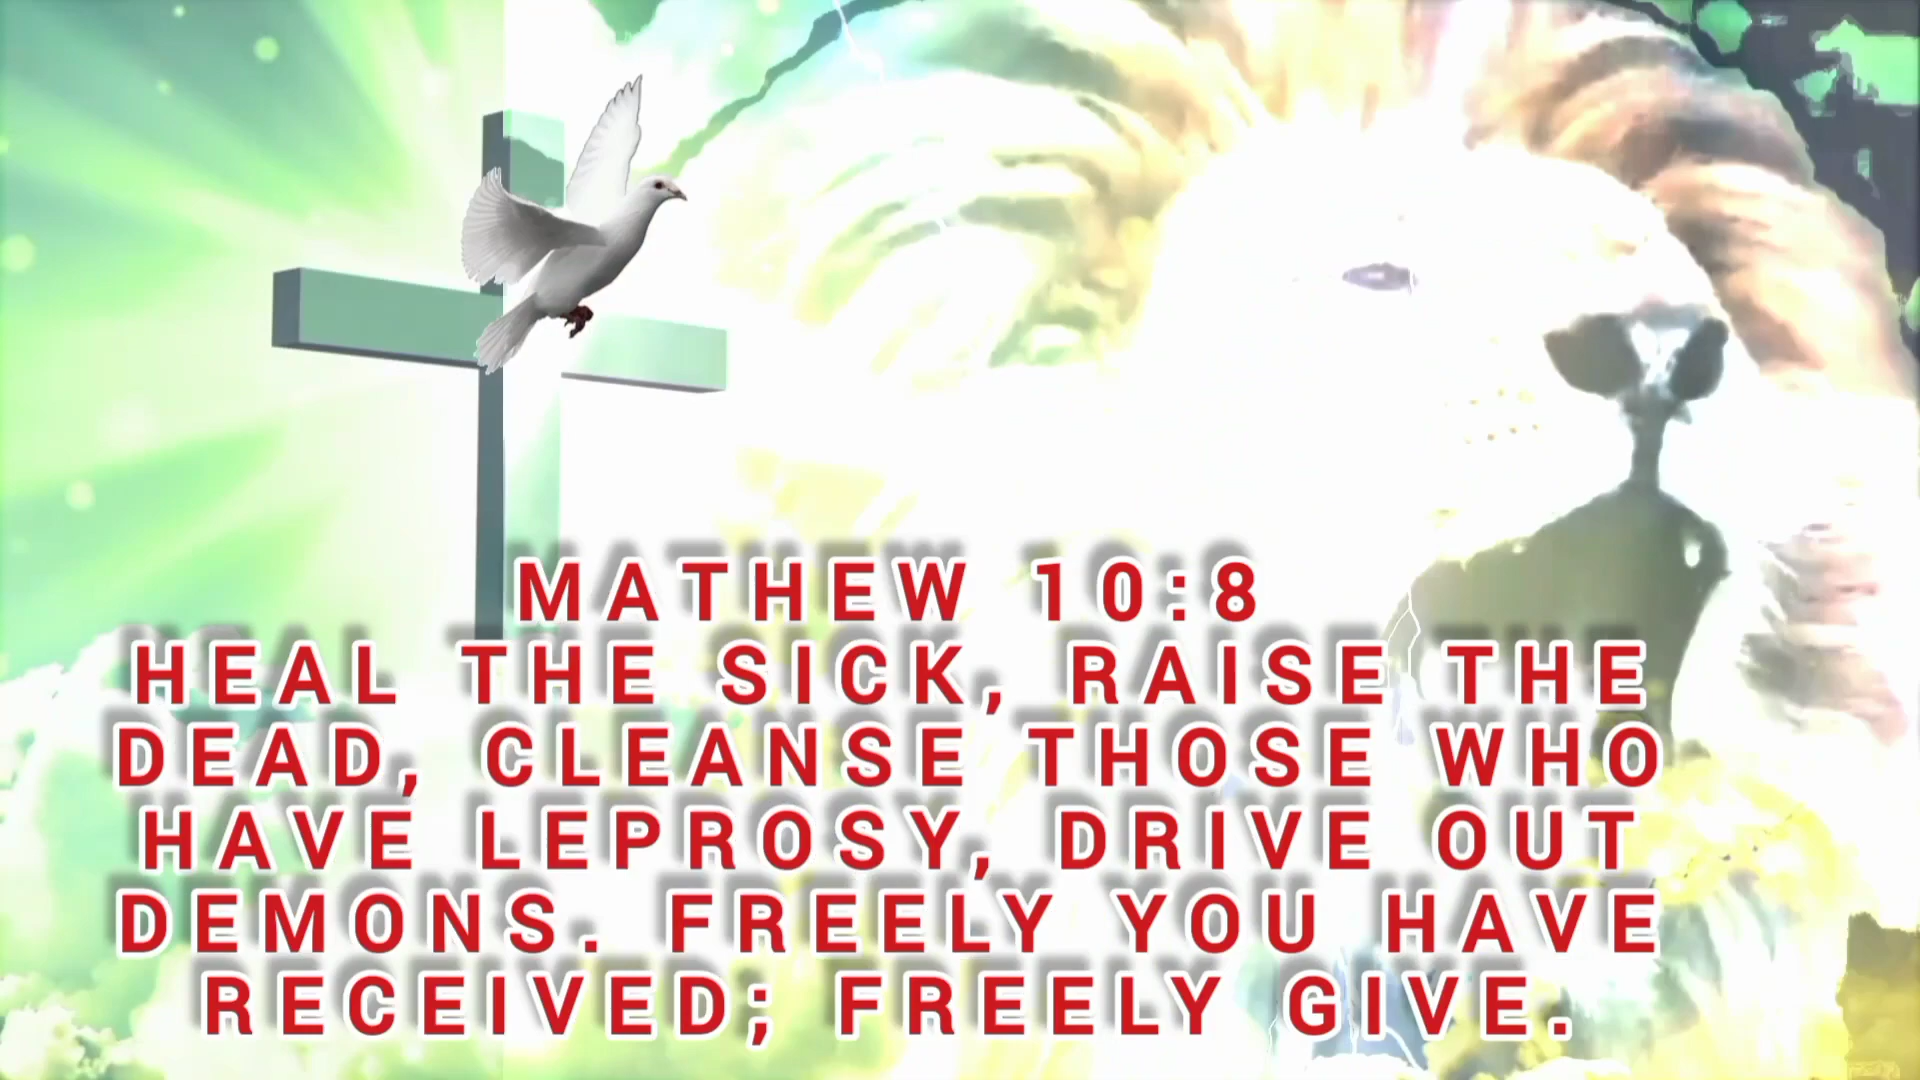 MATHEW 10:8
HEAL THE SICK, RAISE THE
DEAD, CLEANSE THOSE WHO
HAVE LEPROSY, DRIVE OUT
DEMONS. FREELY YOU HAVE
RECEIVED; FREELY GIVE.